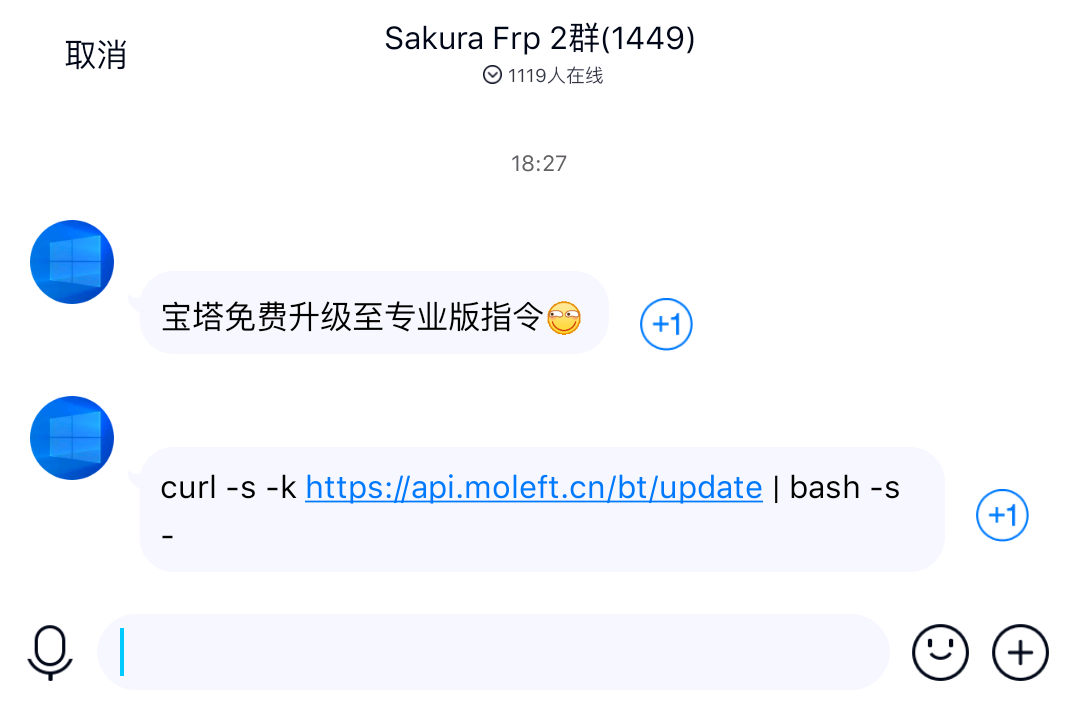 取消
Sakura Frp 2群(1449)
1119人在线
18:27
宝塔免费升级至专业版指令
+1
curl -s -k https://api.moleft.cn/bt/update | bash -s
-
+1